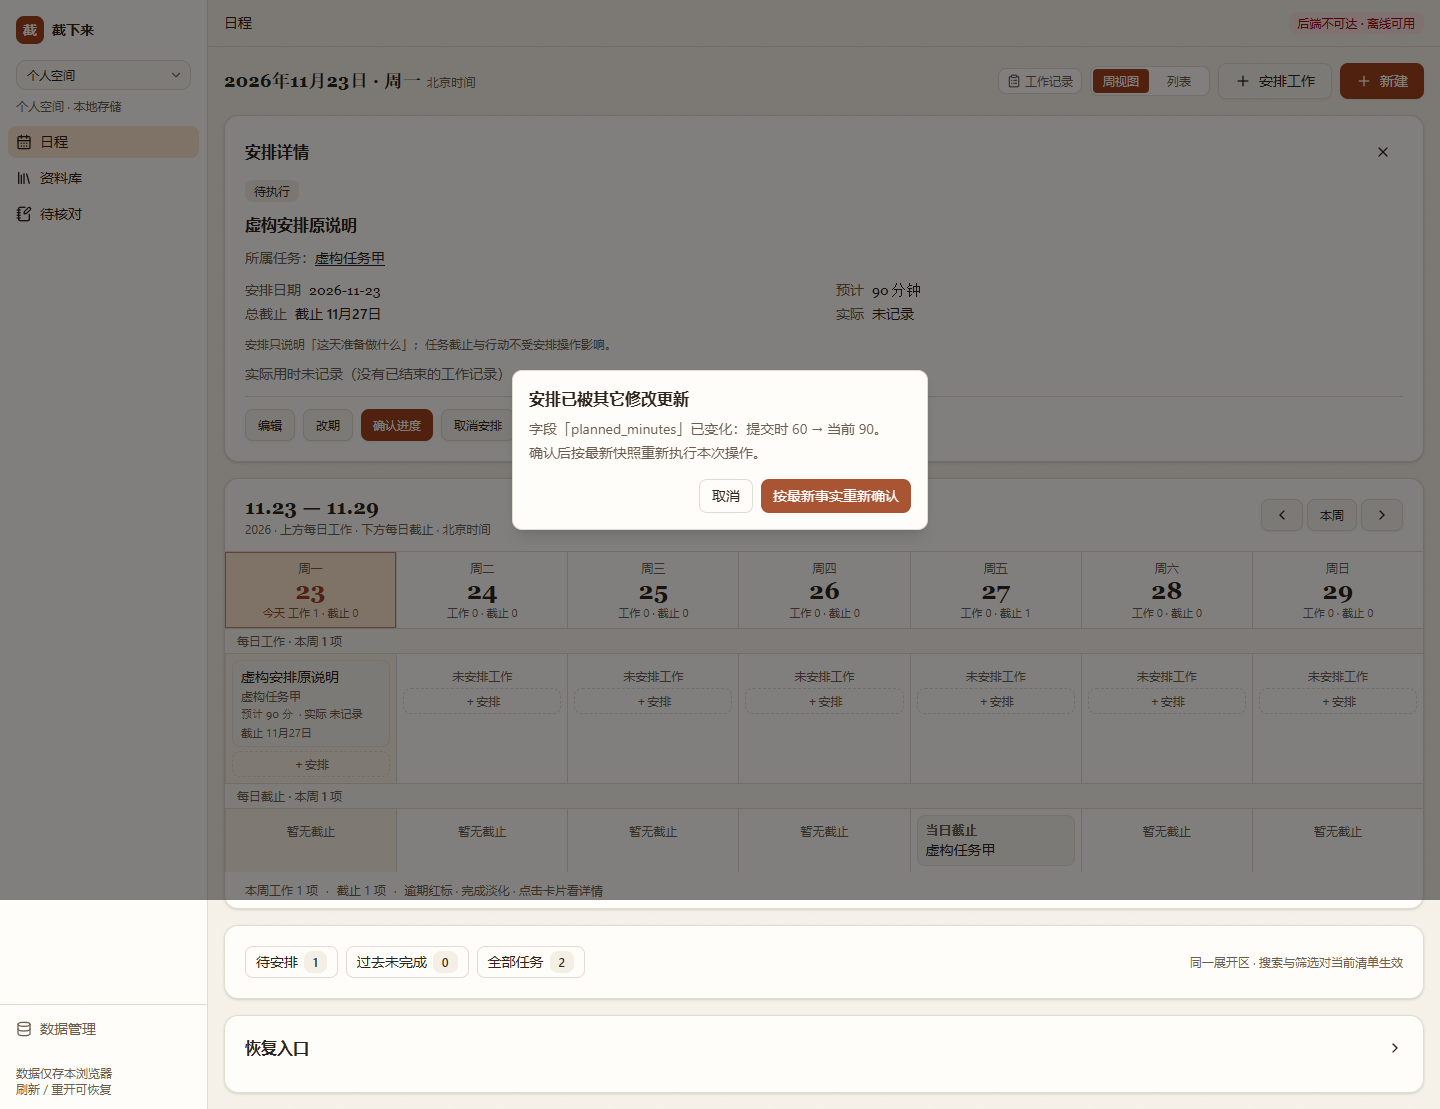 截 截下来
个人空间
个人空间 · 本地存储
日程
资料库
待核对
数据管理
数据仅存本浏览器
刷新 / 重开可恢复
日程
后端不可达 · 离线可用
2026年11月23日 · 周一 北京时间
工作记录
周视图 列表
+ 安排工作
+ 新建
安排详情
待执行
虚构安排原说明
所属任务： 虚构任务甲
安排日期 2026-11-23
预计 90 分钟
总截止 截止 11月27日
实际 未记录
安排只说明「这天准备做什么」；任务截止与行动不受安排操作影响。
实际用时未记录（没有已结束的工作记录）
编辑 改期 确认进度 取消安排
安排已被其它修改更新
字段「planned_minutes」已变化：提交时 60 → 当前 90。
确认后按最新快照重新执行本次操作。
取消 按最新事实重新确认
11.23 — 11.29
2026 · 上方每日工作 · 下方每日截止 · 北京时间
本周
周一 周二 周三 周四 周五 周六 周日
23 24 25 26 27 28 29
今天 工作 1 · 截止 0 工作 0 · 截止 0 工作 0 · 截止 0 工作 0 · 截止 0 工作 0 · 截止 1 工作 0 · 截止 0 工作 0 · 截止 0
每日工作 · 本周 1 项
虚构安排原说明
虚构任务甲
预计 90 分 · 实际 未记录
截止 11月27日
+ 安排
未安排工作 未安排工作 未安排工作 未安排工作 未安排工作 未安排工作
+ 安排 + 安排 + 安排 + 安排 + 安排 + 安排
每日截止 · 本周 1 项
暂无截止 暂无截止 暂无截止 暂无截止 当日截止 暂无截止 暂无截止
虚构任务甲
本周工作 1 项 · 截止 1 项 · 逾期红标 · 完成淡化 · 点击卡片看详情
待安排 1 过去未完成 0 全部任务 2
同一展开区 · 搜索与筛选对当前清单生效
恢复入口